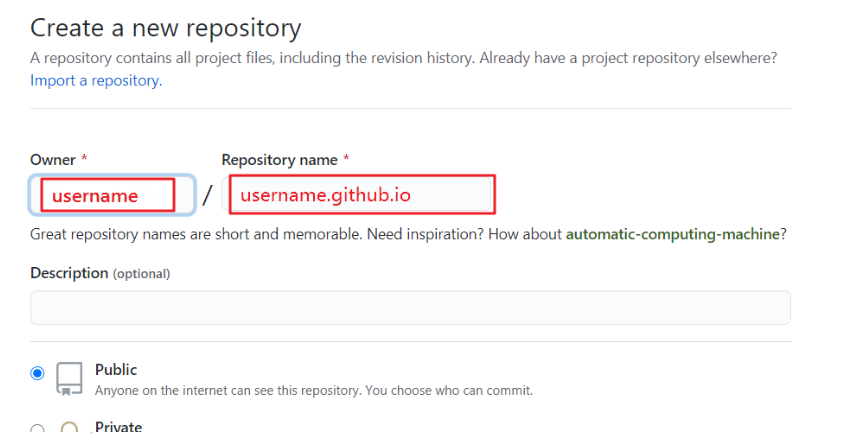 Create a new repository
A repository contains all project files, including the revision history. Already have a project repository elsewhere?
Import a repository.
Owner * Repository name *
username / username.github.io
Great repository names are short and memorable. Need inspiration? How about automatic-computing-machine?
Description (optional)
Public
Anyone on the internet can see this repository. You choose who can commit.
Private